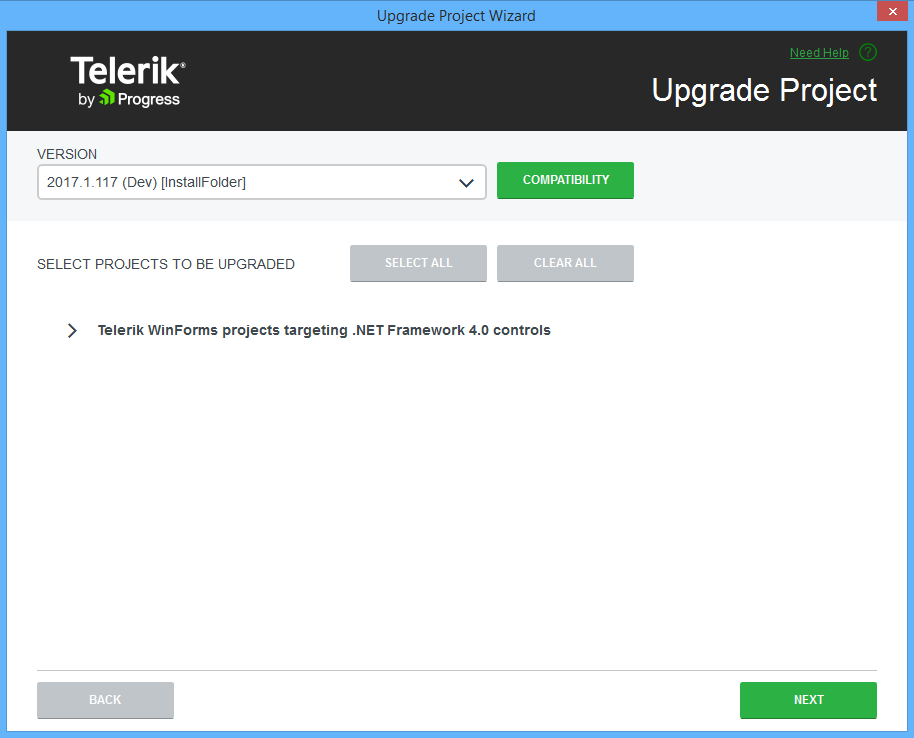 Upgrade Project Wizard
Need Help ?
Telerik®
by Progress
Upgrade Project
VERSION
2017.1.117 (Dev) [InstallFolder]
COMPATIBILITY
SELECT PROJECTS TO BE UPGRADED
SELECT ALL
CLEAR ALL
Telerik WinForms projects targeting .NET Framework 4.0 controls
BACK
NEXT